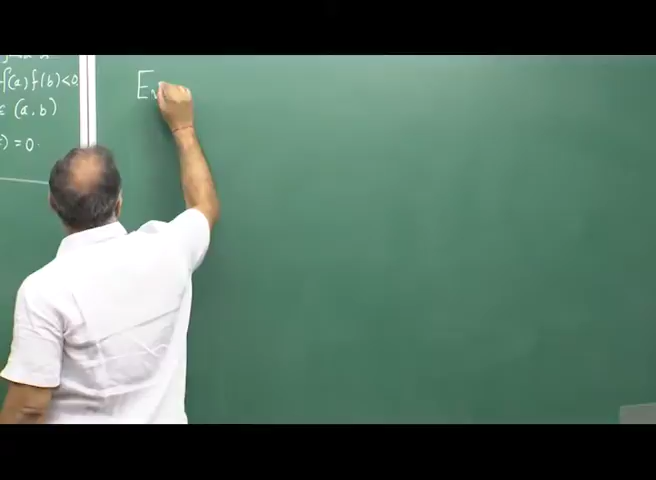 f(a) f(b) < 0
∈ (a, b)
) = 0.
E